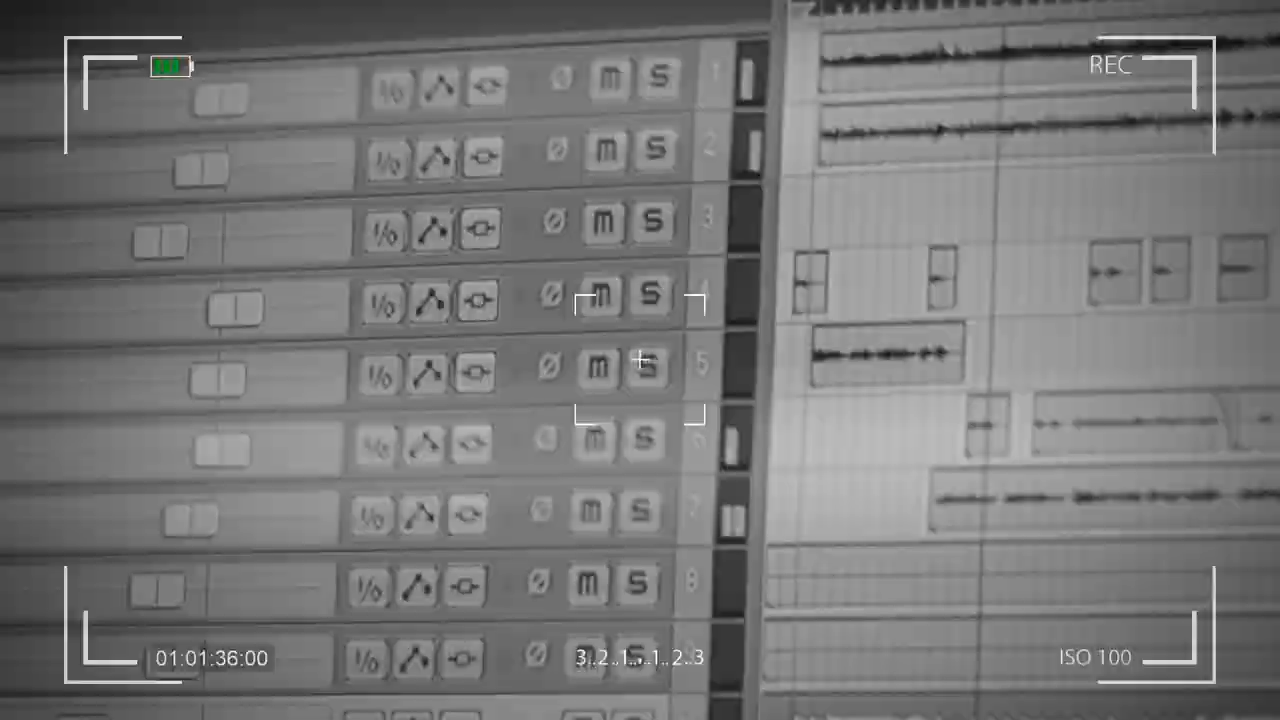 REC
I/O m S 1
I/O m S 2
I/O m S 3
I/O m S 4
I/O m S 5
I/O m S 6
I/O m S 7
I/O m S 8
I/O m S
01:01:36:00
3..2..1.....1..2..3
ISO 100